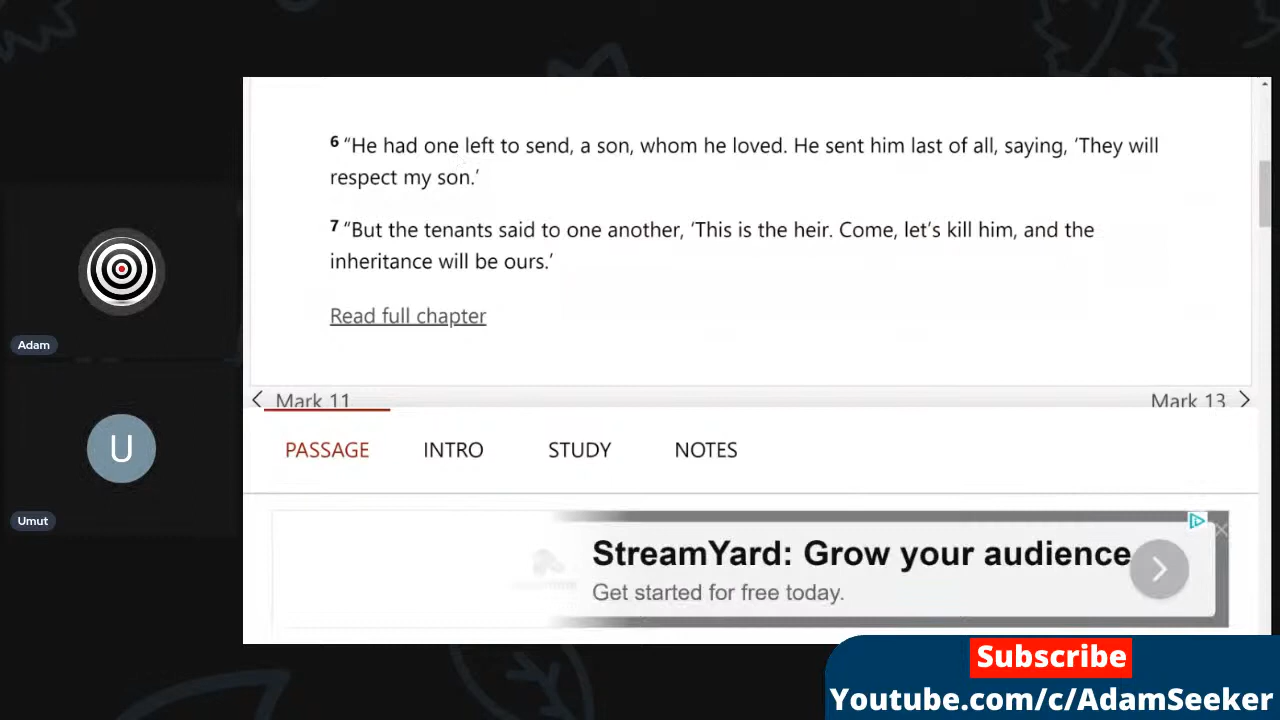 6 “He had one left to send, a son, whom he loved. He sent him last of all, saying, ‘They will
respect my son.’
7 “But the tenants said to one another, ‘This is the heir. Come, let’s kill him, and the
inheritance will be ours.’
Read full chapter
Mark 11
Mark 13
PASSAGE
INTRO
STUDY
NOTES
StreamYard: Grow your audience
Get started for free today.
Adam
U
Umut
Subscribe
Youtube.com/c/AdamSeeker